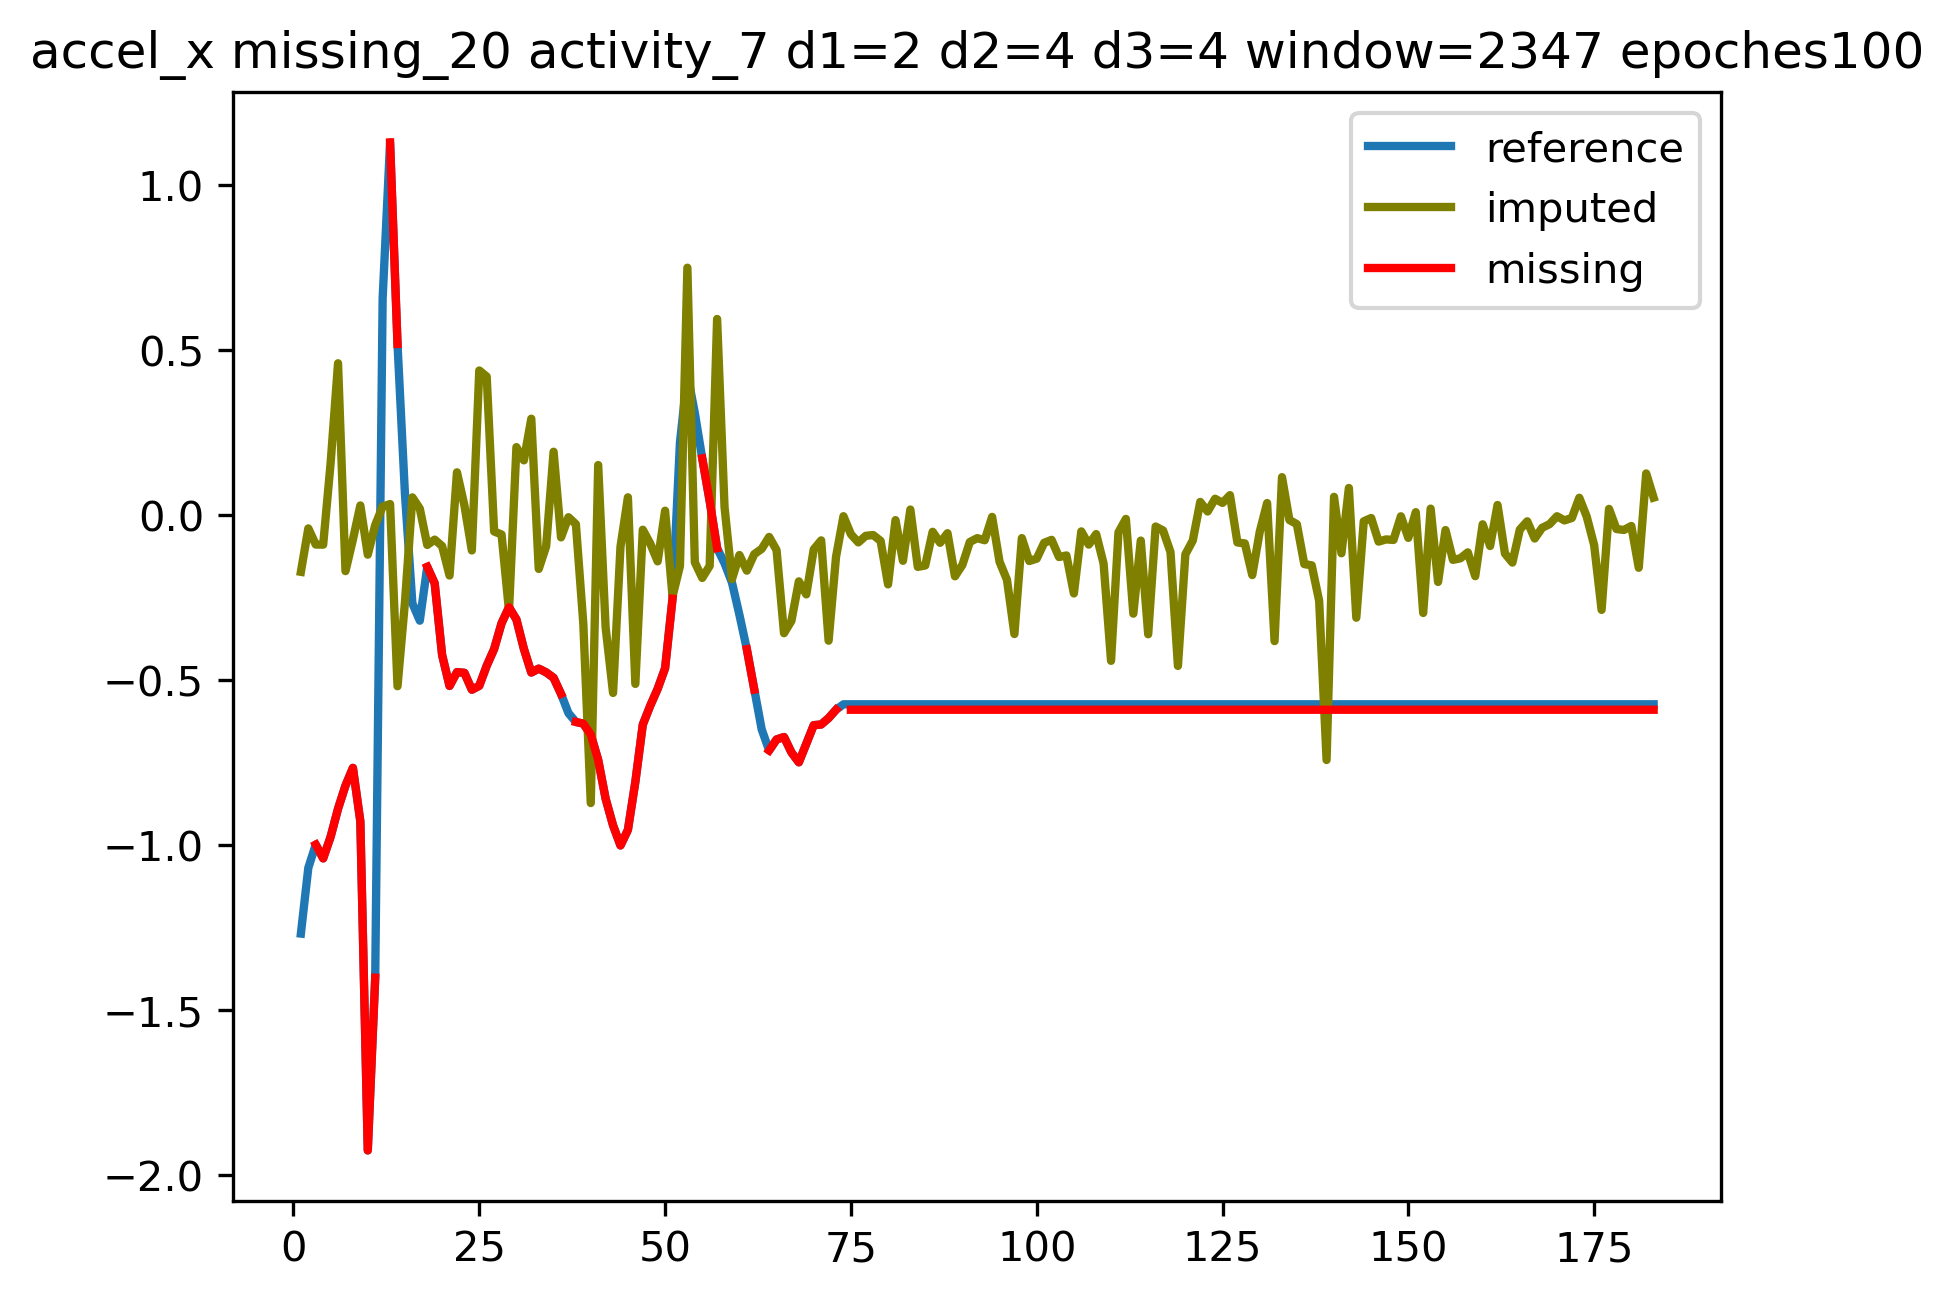 accel_x missing_20 activity_7 d1=2 d2=4 d3=4 window=2347 epoches100
reference
imputed
missing
1.0
0.5
0.0
−0.5
−1.0
−1.5
−2.0
0 25 50 75 100 125 150 175